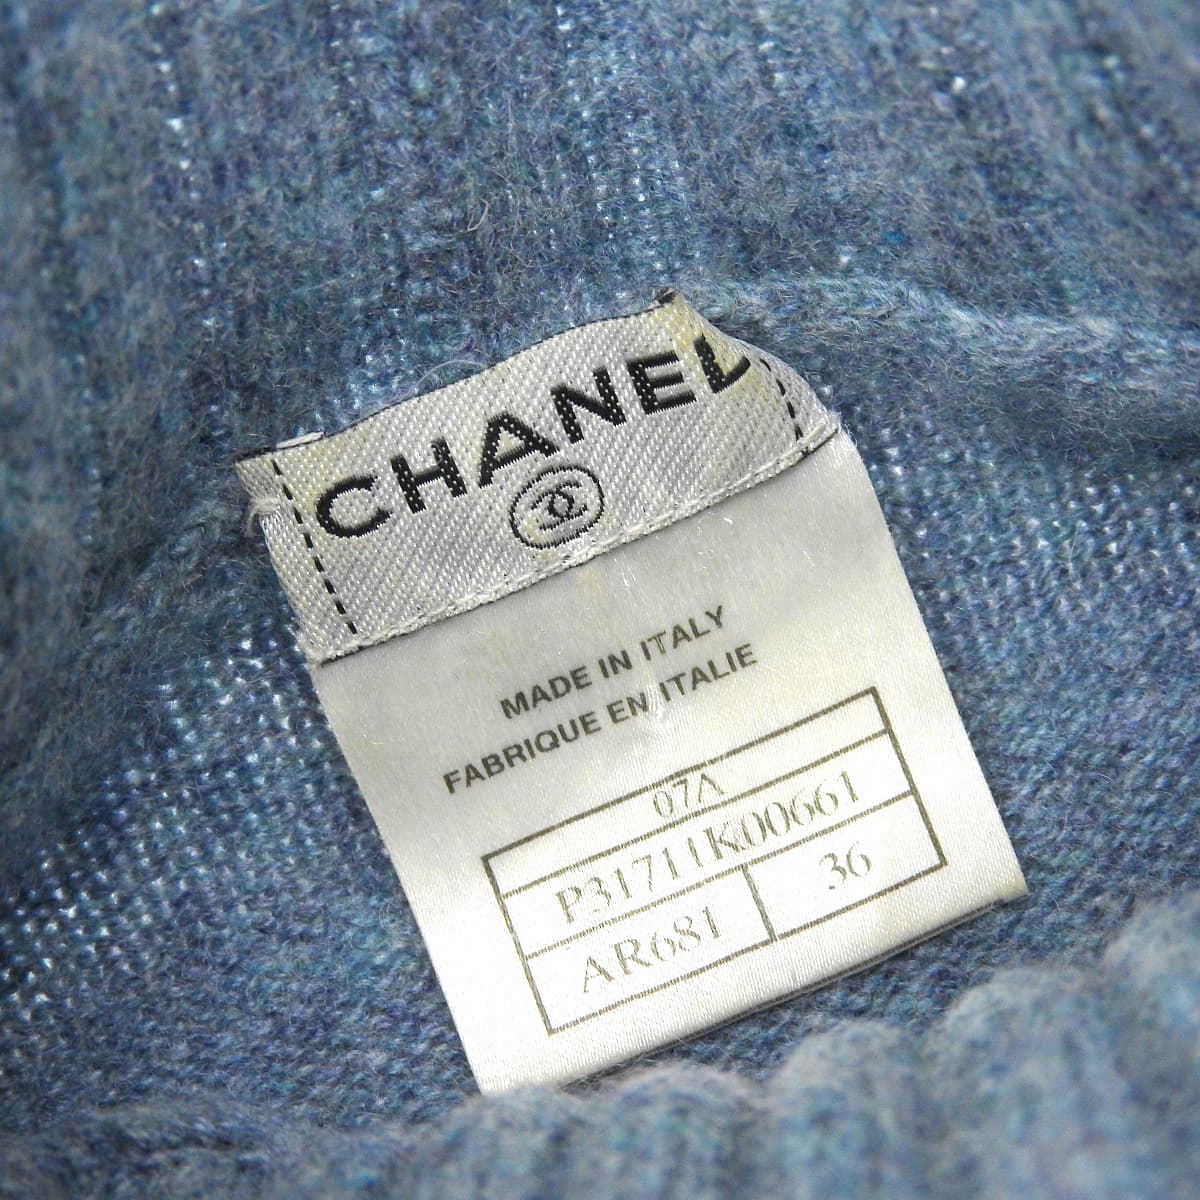 CHANEL
MADE IN ITALY
FABRIQUE EN ITALIE
07A
P31711K00661
AR681 36